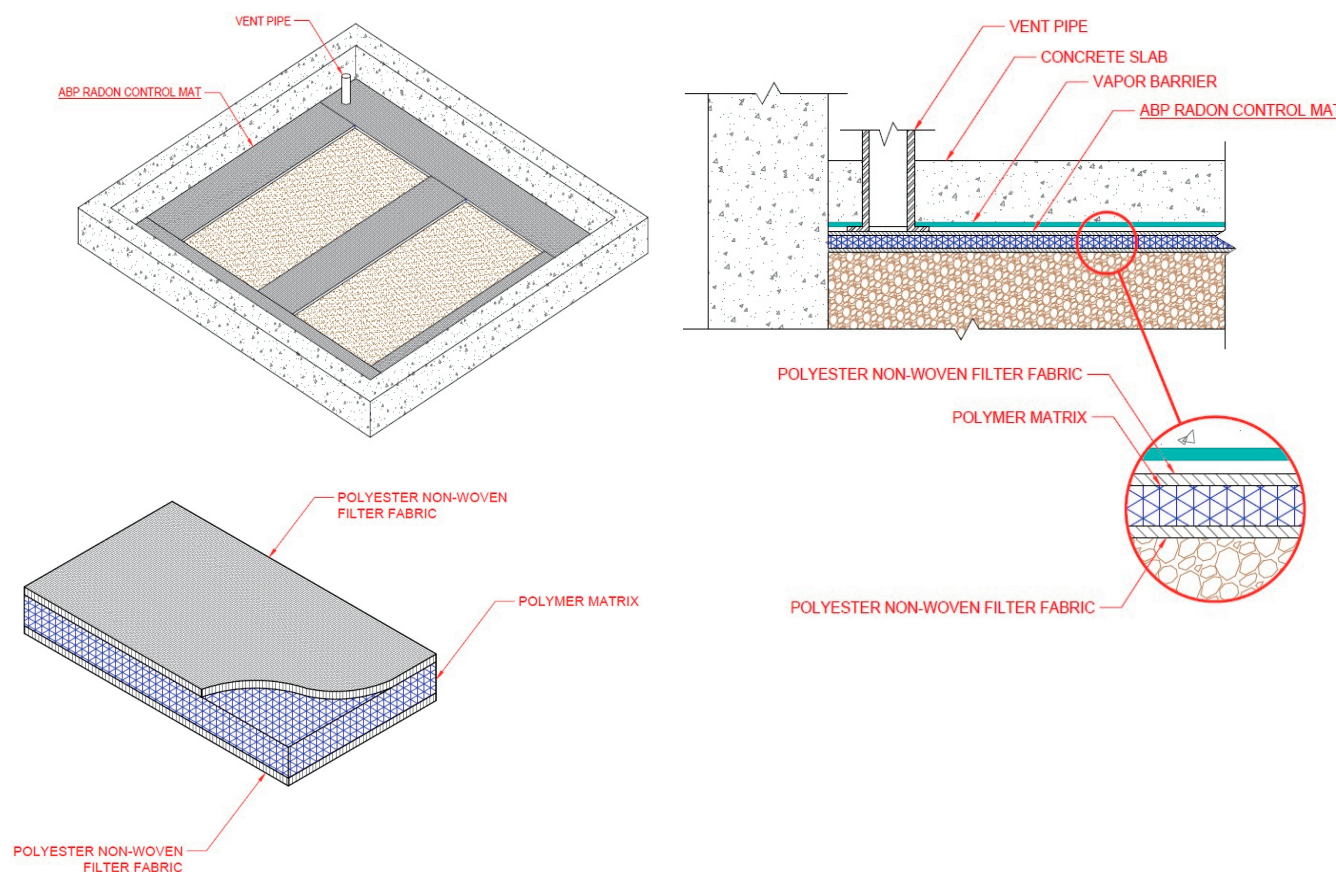 VENT PIPE
ABP RADON CONTROL MAT
VENT PIPE
CONCRETE SLAB
VAPOR BARRIER
ABP RADON CONTROL MAT
POLYESTER NON-WOVEN FILTER FABRIC
POLYMER MATRIX
POLYESTER NON-WOVEN FILTER FABRIC
POLYESTER NON-WOVEN
FILTER FABRIC
POLYMER MATRIX
POLYESTER NON-WOVEN
FILTER FABRIC